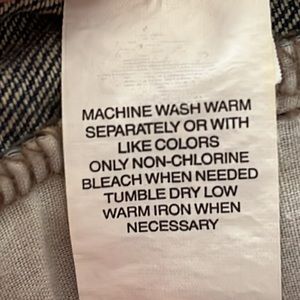 MACHINE WASH WARM
SEPARATELY OR WITH
LIKE COLORS
ONLY NON-CHLORINE
BLEACH WHEN NEEDED
TUMBLE DRY LOW
WARM IRON WHEN
NECESSARY